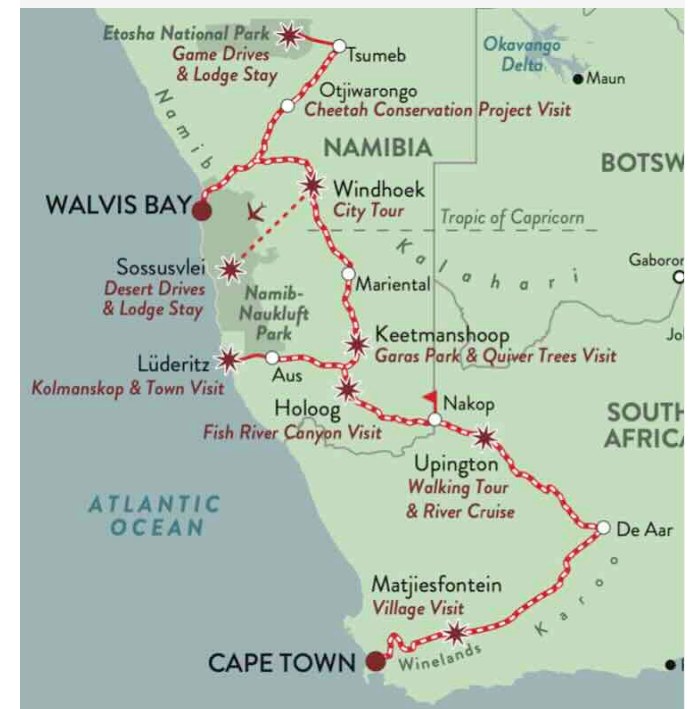 Etosha National Park
Game Drives
& Lodge Stay
Tsumeb
Okavango
Delta
Maun
Otjiwarongo
Cheetah Conservation Project Visit
Namib
NAMIBIA
BOTSW
WALVIS BAY
Windhoek
City Tour
Tropic of Capricorn
Kalahari
Gaboron
Sossusvlei
Desert Drives
& Lodge Stay
Namib-
Naukluft
Park
Mariental
Jo
Keetmanshoop
Garas Park & Quiver Trees Visit
Lüderitz
Kolmanskop & Town Visit
Aus
Holoog
Fish River Canyon Visit
Nakop
SOUTH
AFRICA
Upington
Walking Tour
& River Cruise
ATLANTIC
OCEAN
De Aar
Karoo
Matjiesfontein
Village Visit
CAPE TOWN
Winelands